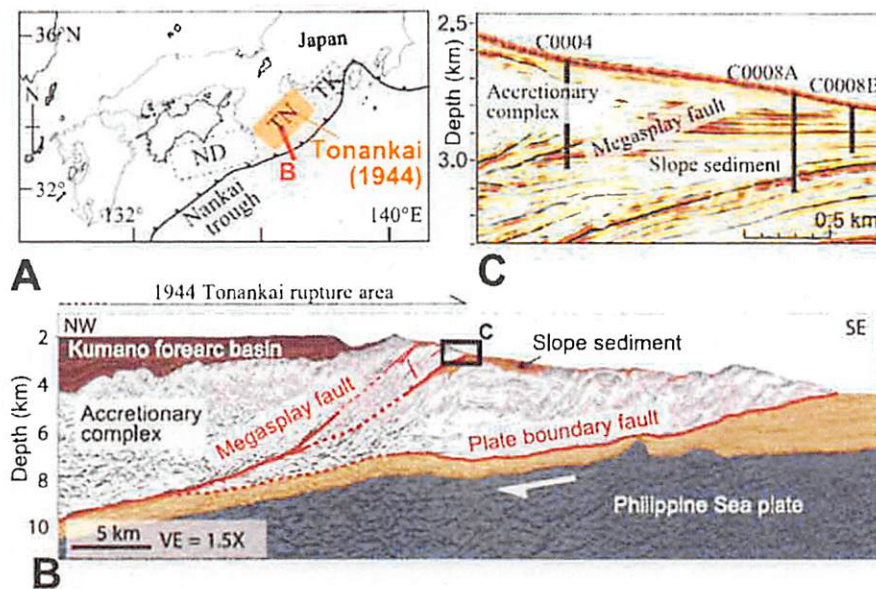 36°N
Japan
N
TK
TN
ND
Tonankai
(1944)
B
32°
132°
Nankai
trough
140°E
A
2.5
C0004
C0008A
C0008B
Accretionary
complex
Megasplay fault
Depth (km)
3.0
Slope sediment
0.5 km
C
1944 Tonankai rupture area
NW
C
SE
2
Kumano forearc basin
Slope sediment
4
Accretionary
complex
Megasplay fault
Depth (km)
6
Plate boundary fault
8
Philippine Sea plate
10
5 km
VE = 1.5X
B